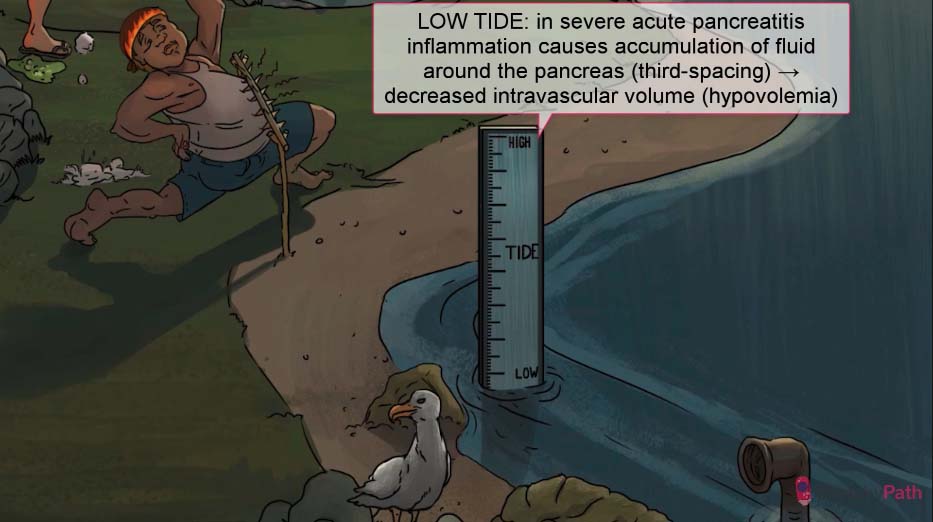 LOW TIDE: in severe acute pancreatitis
inflammation causes accumulation of fluid
around the pancreas (third-spacing) →
decreased intravascular volume (hypovolemia)
HIGH
TIDE
LOW
Path